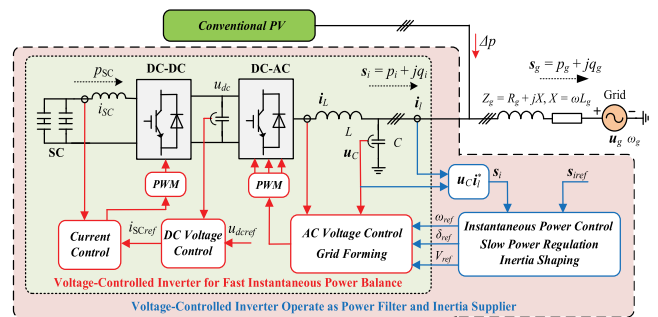 Conventional PV
Δp
p_SC
DC-DC
u_dc
DC-AC
s_i = p_i + jq_i
s_g = p_g + jq_g
i_SC
i_L
i_l
Z_g = R_g + jX, X = ωL_g
Grid
SC
L
C
u_C
+
-
u_g ω_g
PWM
PWM
u_C i_l^*
s_i
s_iref
Current
Control
i_SCref
DC Voltage
Control
u_dcref
AC Voltage Control
Grid Forming
ω_ref
δ_ref
V_ref
Instantaneous Power Control
Slow Power Regulation
Inertia Shaping
Voltage-Controlled Inverter for Fast Instantaneous Power Balance
Voltage-Controlled Inverter Operate as Power Filter and Inertia Supplier